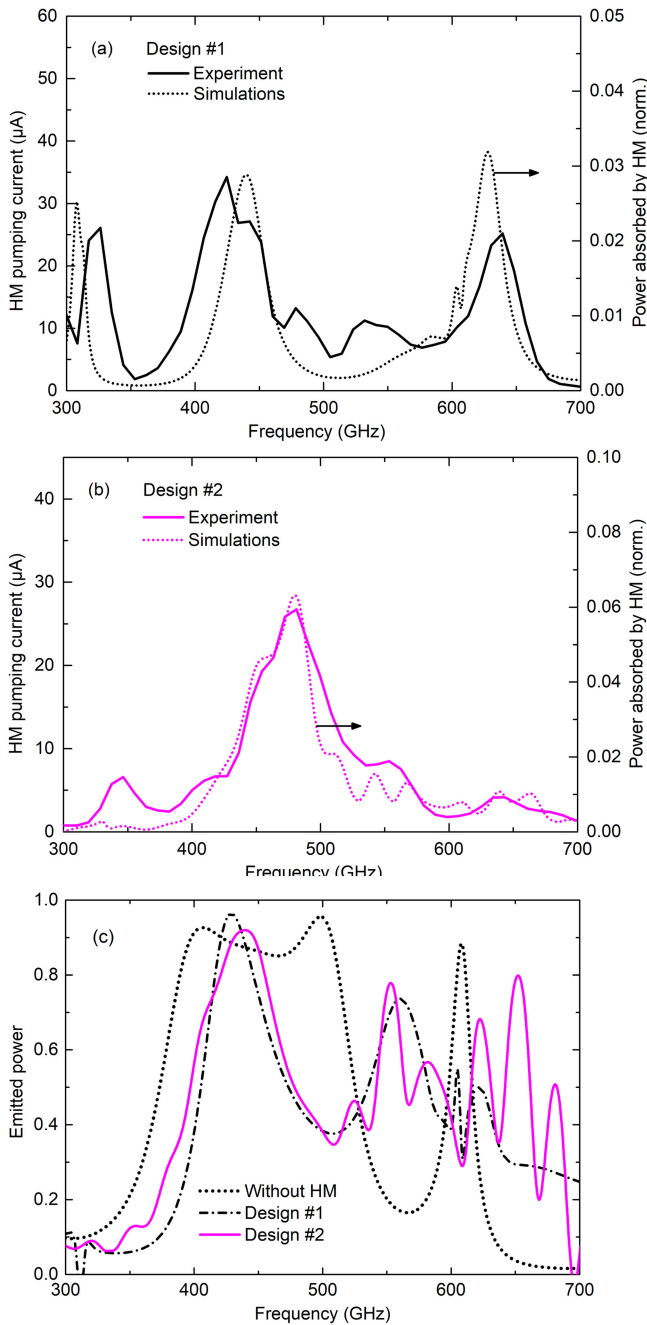 60
50
40
30
20
10
0
HM pumping current (µA)
(a)
Design #1
Experiment
Simulations
0.05
0.04
0.03
0.02
0.01
0.00
Power absorbed by HM (norm.)
300
400
500
600
700
Frequency (GHz)
40
30
20
10
0
HM pumping current (µA)
(b)
Design #2
Experiment
Simulations
0.10
0.08
0.06
0.04
0.02
0.00
Power absorbed by HM (norm.)
300
400
500
600
700
Frequency (GHz)
1.0
0.8
0.6
0.4
0.2
0.0
Emitted power
(c)
Without HM
Design #1
Design #2
300
400
500
600
700
Frequency (GHz)